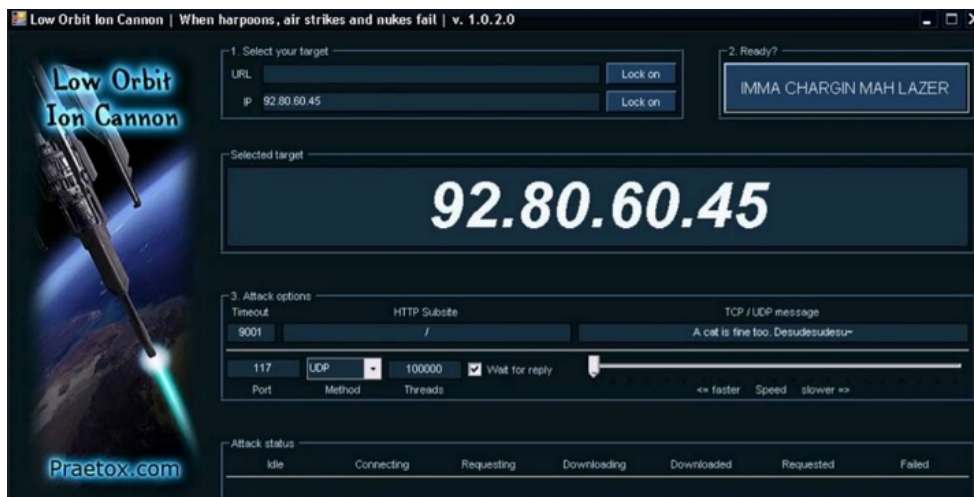 Low Orbit Ion Cannon | When harpoons, air strikes and nukes fail | v. 1.0.2.0
Low Orbit
Ion Cannon
Praetox.com
1. Select your target
URL Lock on
IP 92.80.60.45 Lock on
2. Ready?
IMMA CHARGIN MAH LAZER
Selected target
92.80.60.45
3. Attack options
Timeout HTTP Subsite TCP / UDP message
9001 / A cat is fine too. Desudesudesu~
117 UDP 100000 Wait for reply
Port Method Threads <= faster Speed slower =>
Attack status
Idle Connecting Requesting Downloading Downloaded Requested Failed